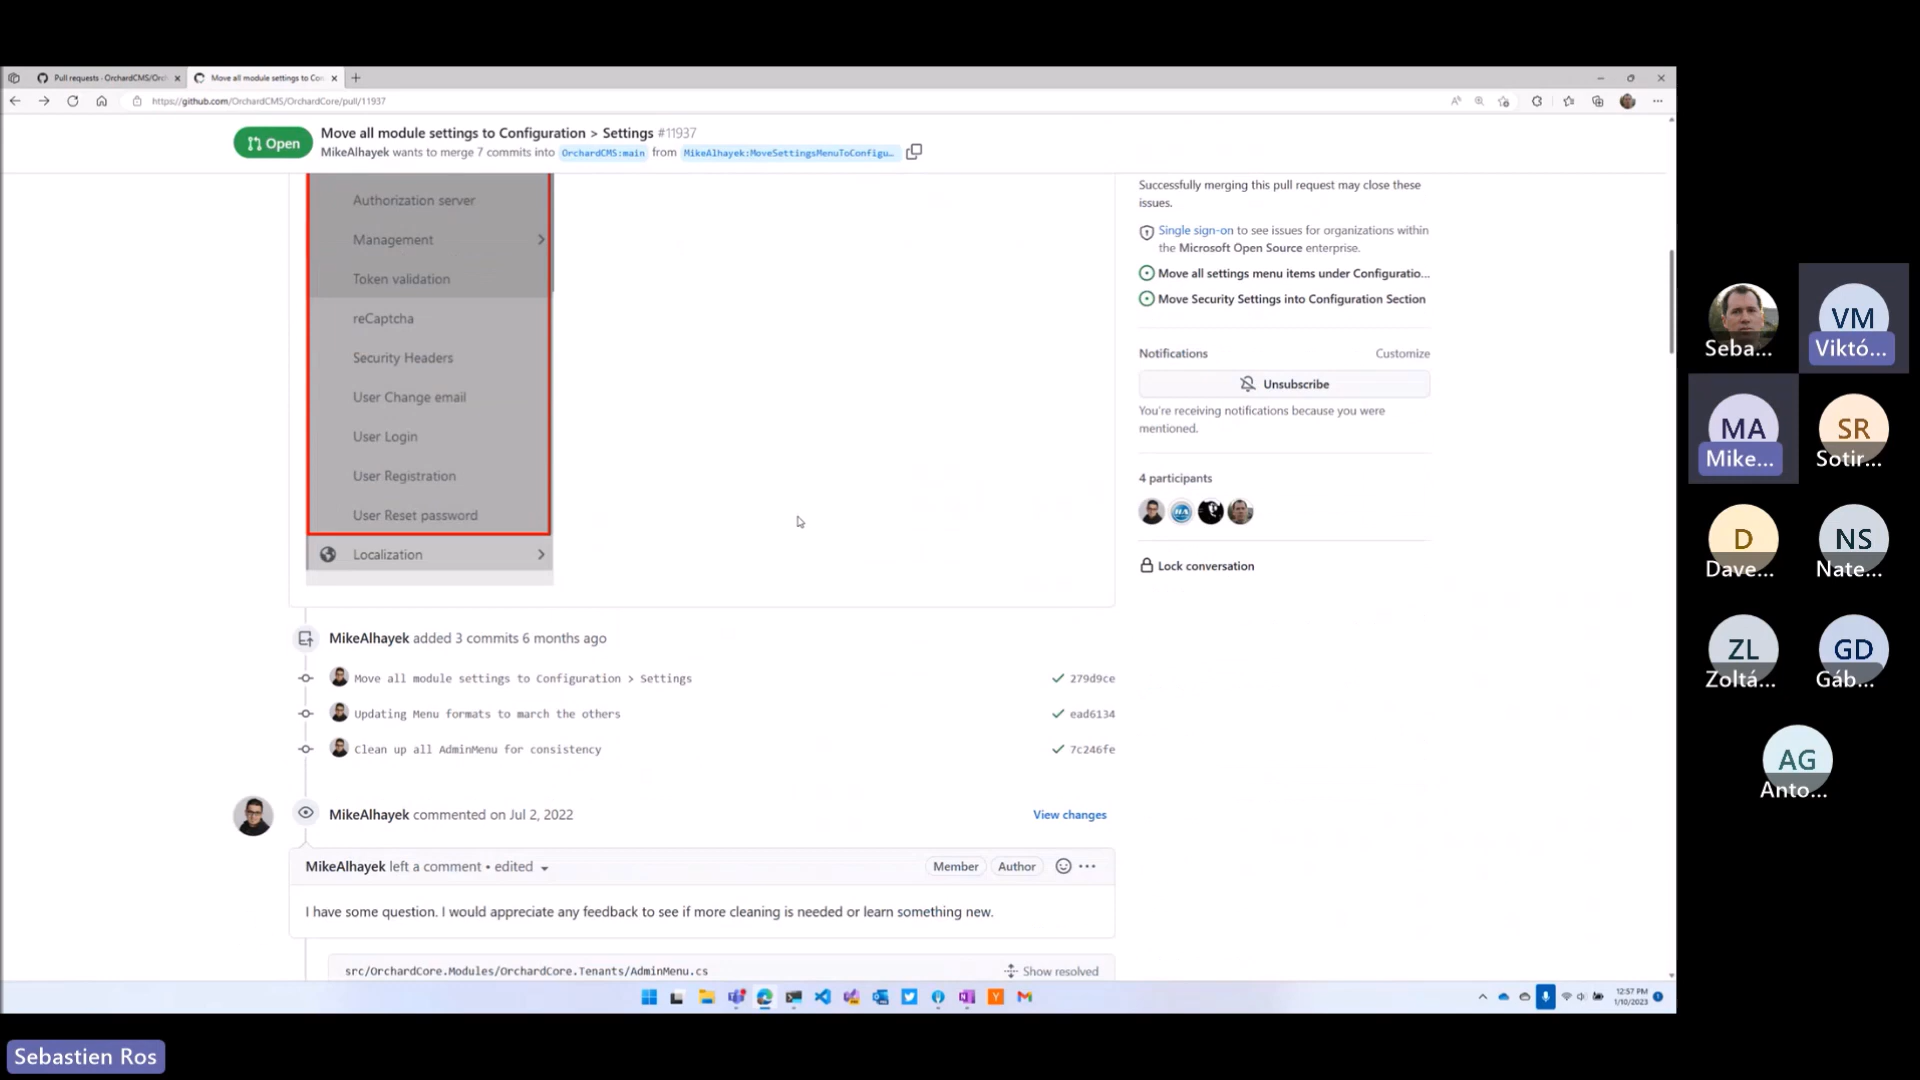 Pull requests · OrchardCMS/Orch
Move all module settings to Con
https://github.com/OrchardCMS/OrchardCore/pull/11937
Open
Move all module settings to Configuration > Settings #11937
MikeAlhayek wants to merge 7 commits into OrchardCMS:main from MikeAlhayek:MoveSettingsMenuToConfigu…
Authorization server
Management
Token validation
reCaptcha
Security Headers
User Change email
User Login
User Registration
User Reset password
Localization
MikeAlhayek added 3 commits 6 months ago
Move all module settings to Configuration > Settings
279d9ce
Updating Menu formats to march the others
ead6134
Clean up all AdminMenu for consistency
7c246fe
MikeAlhayek commented on Jul 2, 2022
View changes
MikeAlhayek left a comment • edited
Member
Author
I have some question. I would appreciate any feedback to see if more cleaning is needed or learn something new.
src/OrchardCore.Modules/OrchardCore.Tenants/AdminMenu.cs
Show resolved
Successfully merging this pull request may close these
issues.
Single sign-on to see issues for organizations within
the Microsoft Open Source enterprise.
Move all settings menu items under Configuratio...
Move Security Settings into Configuration Section
Notifications
Customize
Unsubscribe
You're receiving notifications because you were
mentioned.
4 participants
Lock conversation
12:57 PM
1/10/2023
Seba...
VM
Viktó...
MA
Mike...
SR
Sotir...
D
Dave...
NS
Nate...
ZL
Zoltá...
GD
Gáb...
AG
Anto...
Sebastien Ros